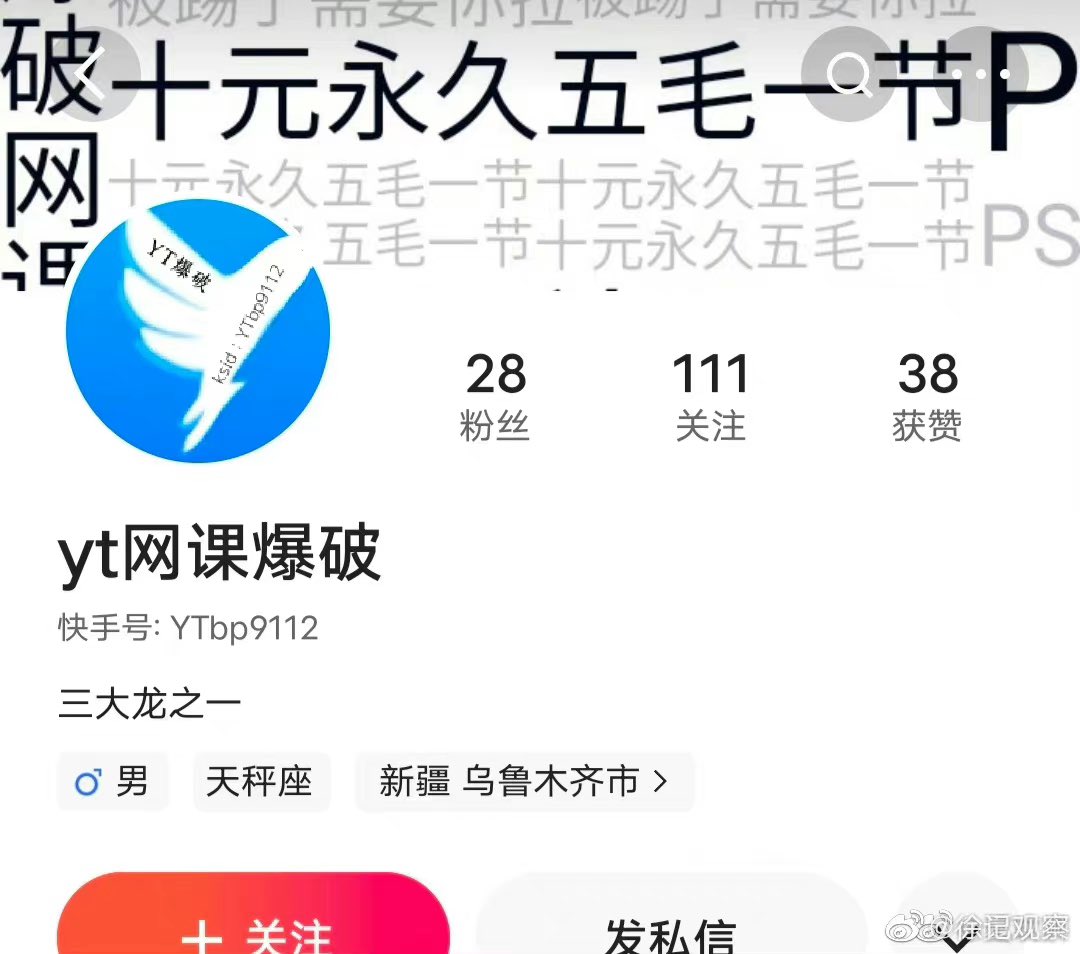 被踢了需要你拉被踢了需要你拉
破
网
课
十元永久五毛一节PS
十元永久五毛一节十元永久五毛一节
五毛一节十元永久五毛一节PS
YT爆破
ksid：YTbp9112
28
粉丝
111
关注
38
获赞
yt网课爆破
快手号: YTbp9112
三大龙之一
男
天秤座
新疆 乌鲁木齐市
关注
发私信
@徐记观察